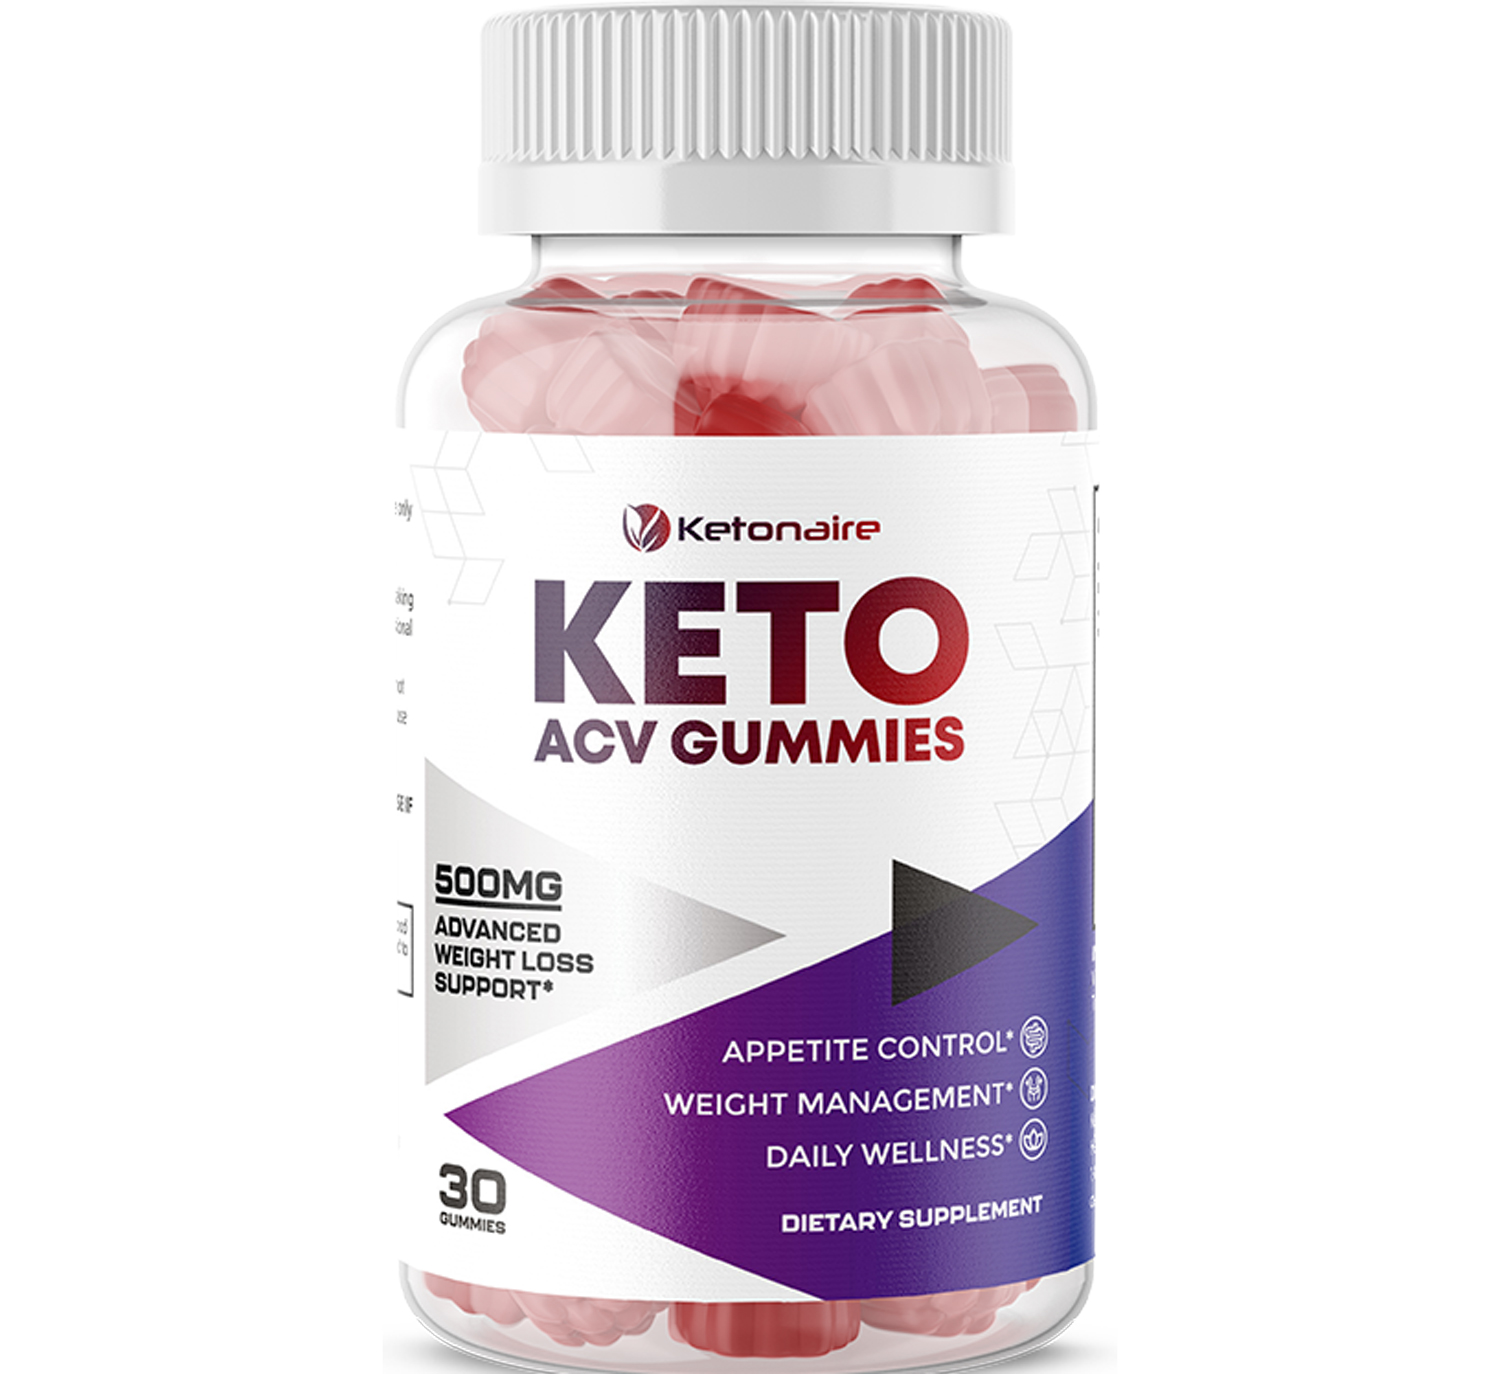 Ketonaire
KETO
ACV GUMMIES
500MG
ADVANCED
WEIGHT LOSS
SUPPORT*
APPETITE CONTROL*
WEIGHT MANAGEMENT*
DAILY WELLNESS*
DIETARY SUPPLEMENT
30
GUMMIES
only